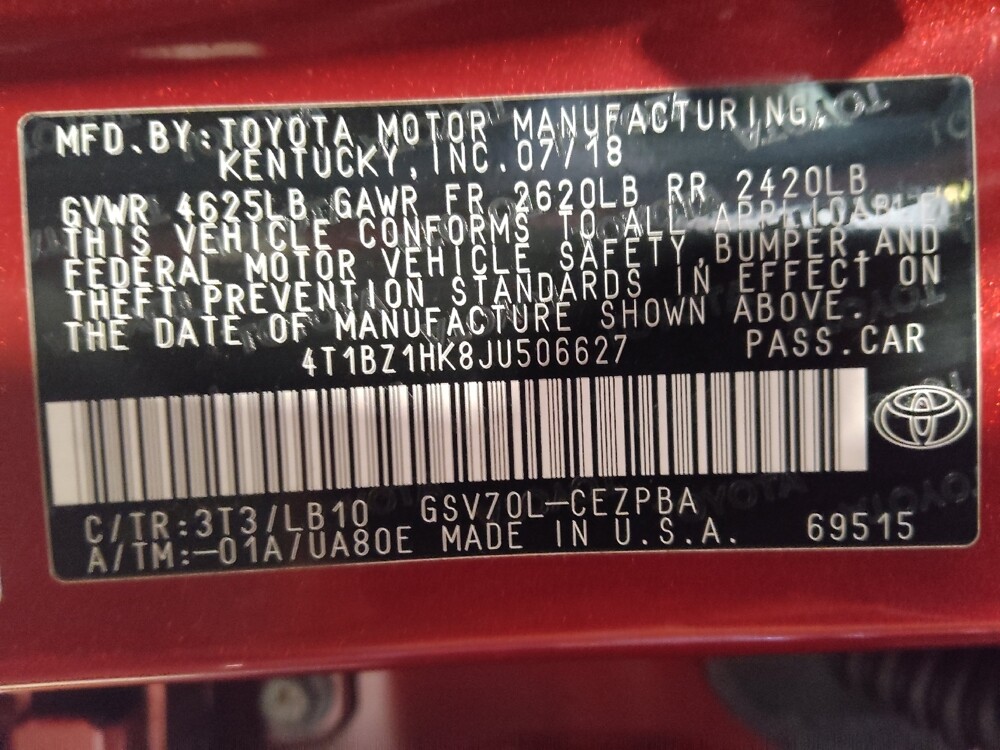 MFD.BY:TOYOTA MOTOR MANUFACTURING,
KENTUCKY, INC. 07/18
GVWR 4625LB GAWR FR 2620LB RR 2420LB
THIS VEHICLE CONFORMS TO ALL APPLICABLE
FEDERAL MOTOR VEHICLE SAFETY,BUMPER,AND
THEFT PREVENTION STANDARDS IN EFFECT ON
THE DATE OF MANUFACTURE SHOWN ABOVE.
4T1BZ1HK8JU506627 PASS.CAR
C/TR:3T3/LB10 GSV70L-CEZPBA
A/TM:-01A/UA80E MADE IN U.S.A. 69515